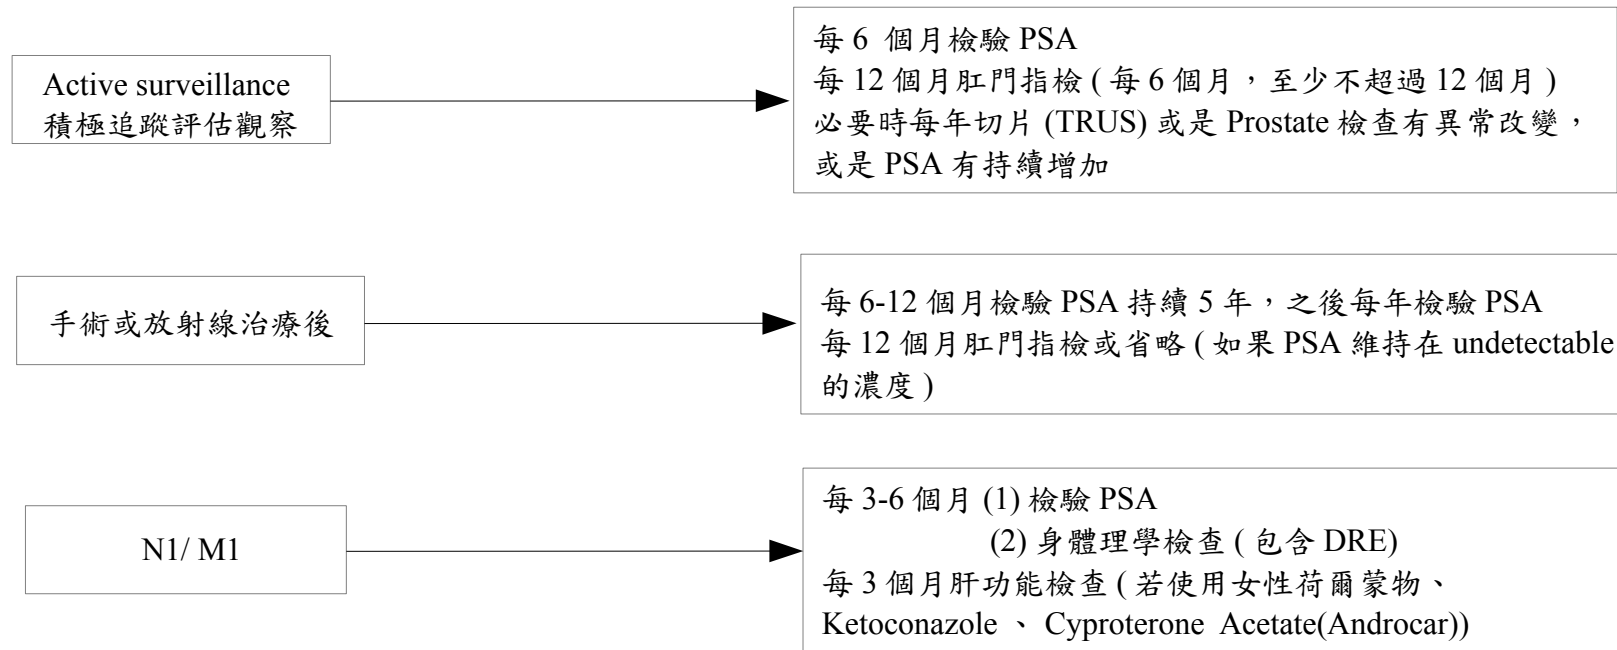 Active surveillance
積極追蹤評估觀察
每 6 個月檢驗 PSA
每 12 個月肛門指檢 ( 每 6 個月，至少不超過 12 個月 )
必要時每年切片 (TRUS) 或是 Prostate 檢查有異常改變，
或是 PSA 有持續增加
手術或放射線治療後
每 6-12 個月檢驗 PSA 持續 5 年，之後每年檢驗 PSA
每 12 個月肛門指檢或省略 ( 如果 PSA 維持在 undetectable
的濃度 )
N1/ M1
每 3-6 個月 (1) 檢驗 PSA
(2) 身體理學檢查 ( 包含 DRE)
每 3 個月肝功能檢查 ( 若使用女性荷爾蒙物、
Ketoconazole 、 Cyproterone Acetate(Androcar))